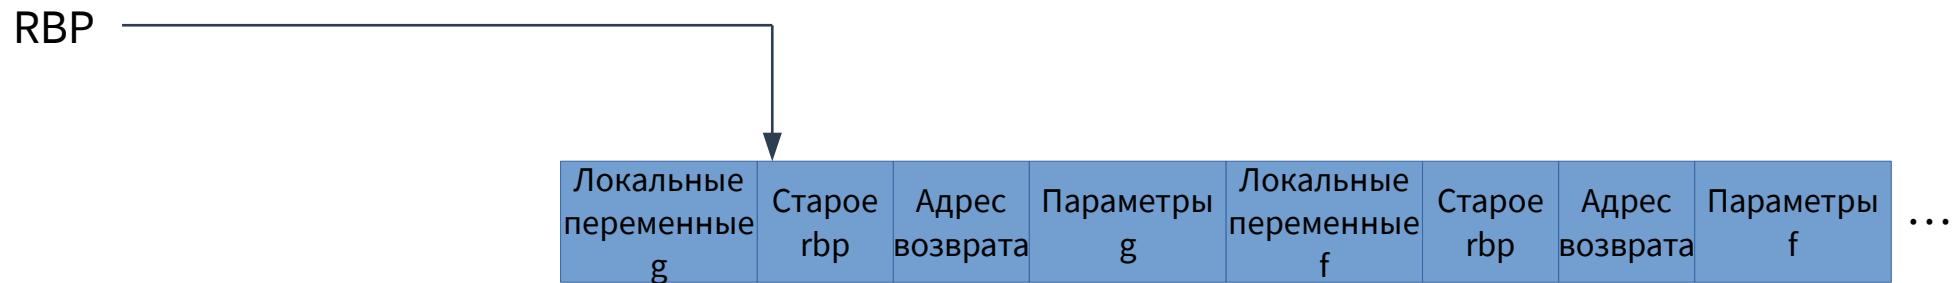 RBP
Локальные
переменные
g
Старое
rbp
Адрес
возврата
Параметры
g
Локальные
переменные
f
Старое
rbp
Адрес
возврата
Параметры
f
...